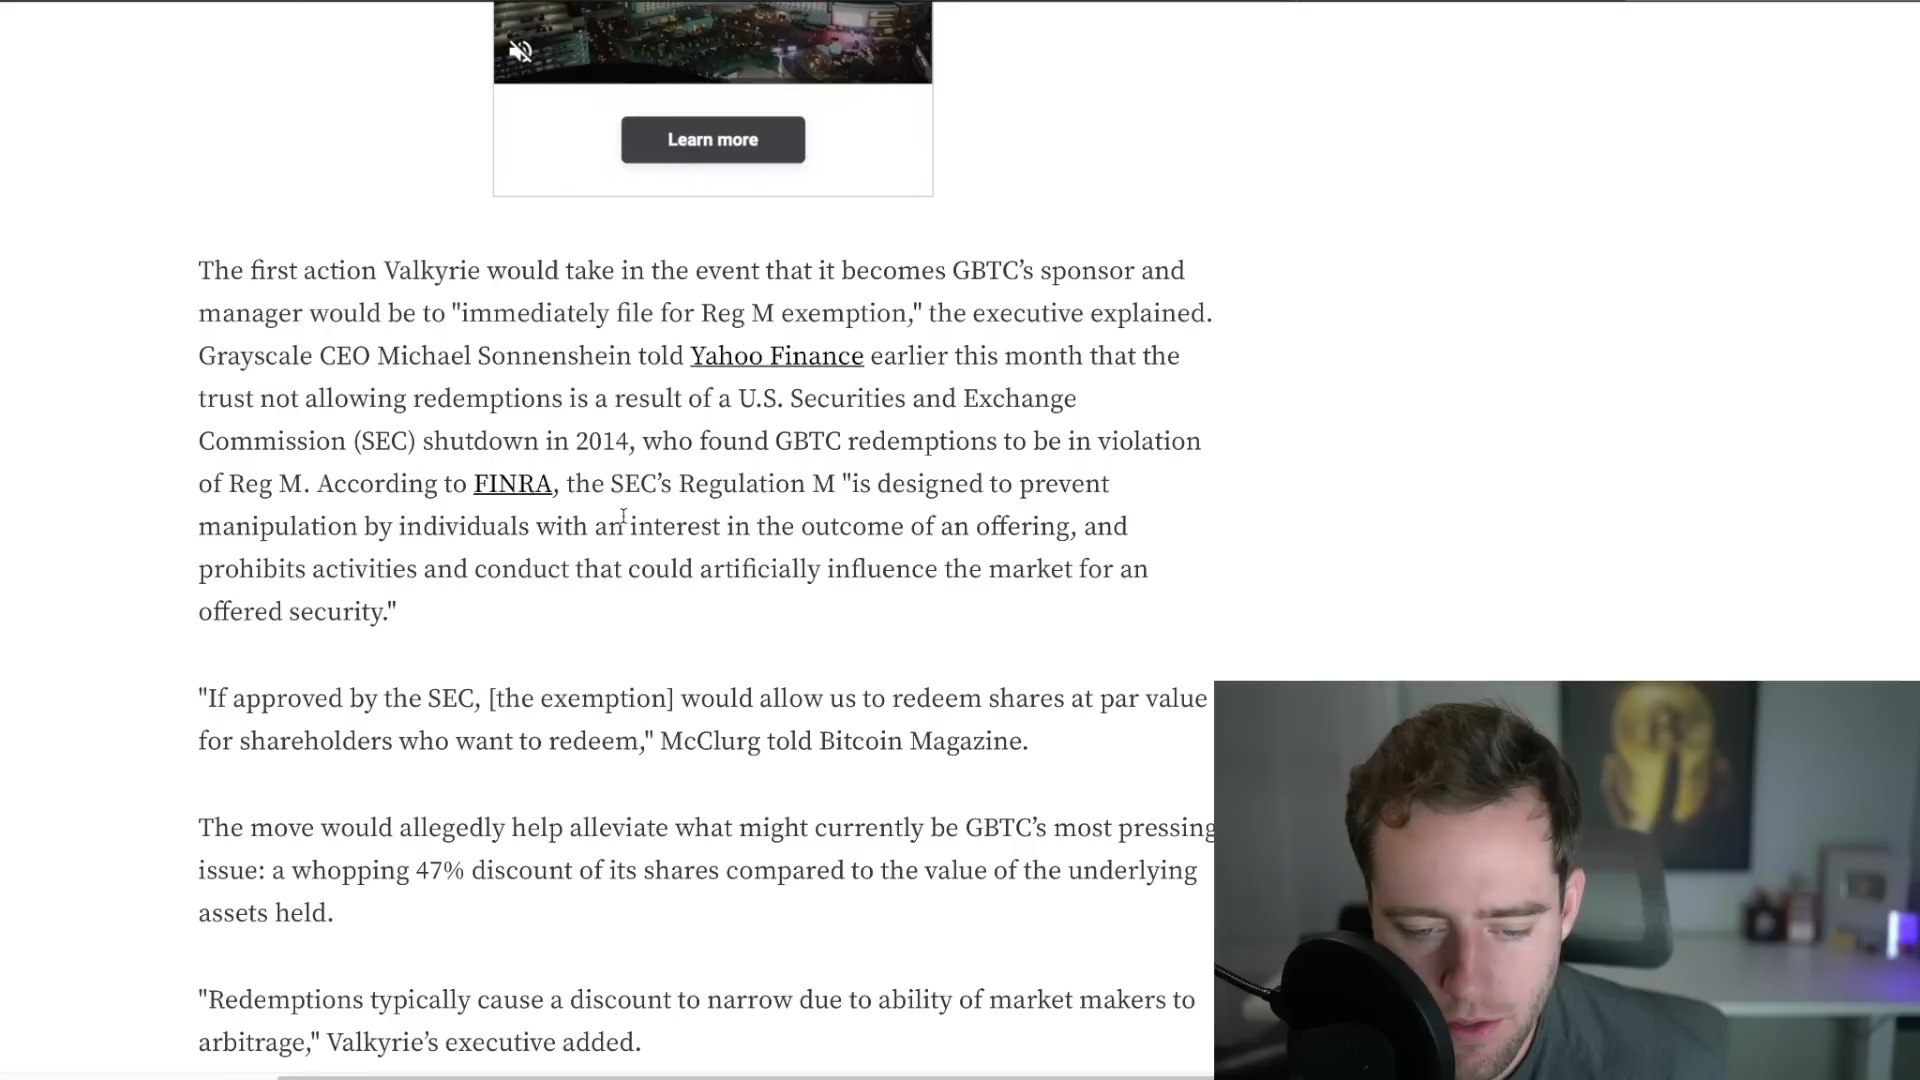 Learn more
The first action Valkyrie would take in the event that it becomes GBTC’s sponsor and
manager would be to "immediately file for Reg M exemption," the executive explained.
Grayscale CEO Michael Sonnenshein told Yahoo Finance earlier this month that the
trust not allowing redemptions is a result of a U.S. Securities and Exchange
Commission (SEC) shutdown in 2014, who found GBTC redemptions to be in violation
of Reg M. According to FINRA, the SEC’s Regulation M "is designed to prevent
manipulation by individuals with an interest in the outcome of an offering, and
prohibits activities and conduct that could artificially influence the market for an
offered security."
"If approved by the SEC, [the exemption] would allow us to redeem shares at par value
for shareholders who want to redeem," McClurg told Bitcoin Magazine.
The move would allegedly help alleviate what might currently be GBTC’s most pressing
issue: a whopping 47% discount of its shares compared to the value of the underlying
assets held.
"Redemptions typically cause a discount to narrow due to ability of market makers to
arbitrage," Valkyrie’s executive added.